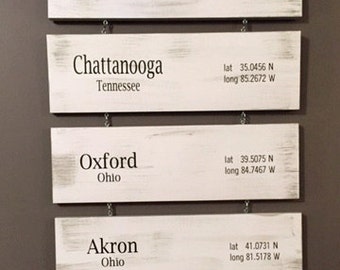 Chattanooga
Tennessee
lat 35.0456 N
long 85.2672 W
Oxford
Ohio
lat 39.5075 N
long 84.7467 W
Akron
Ohio
lat 41.0731 N
long 81.5178 W